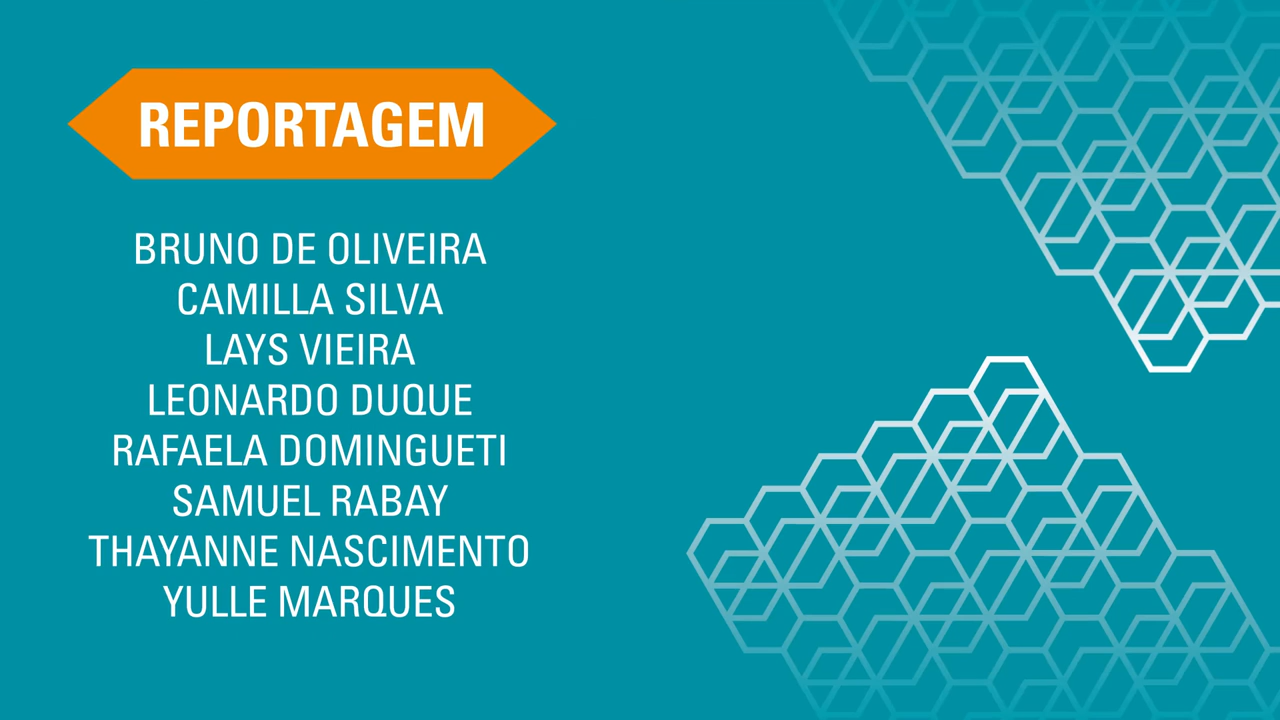 REPORTAGEM
BRUNO DE OLIVEIRA
CAMILLA SILVA
LAYS VIEIRA
LEONARDO DUQUE
RAFAELA DOMINGUETI
SAMUEL RABAY
THAYANNE NASCIMENTO
YULLE MARQUES